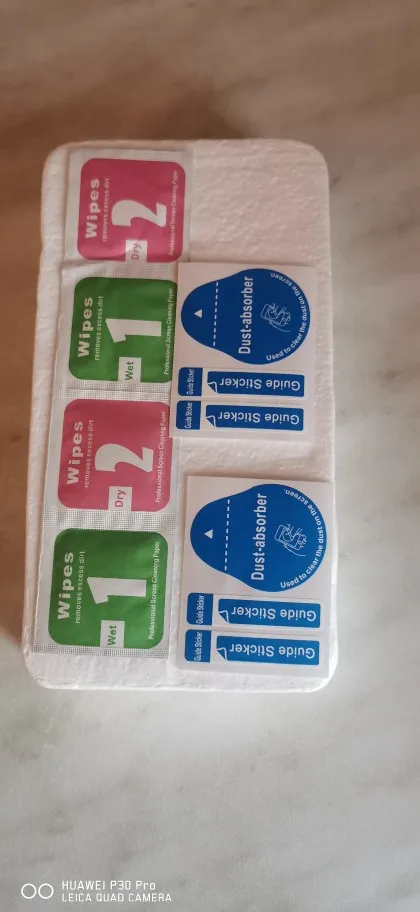 Wipes
removes excess dirt
2
Dry
Professional Screen Cleaning Paper
Wipes
removes excess dirt
1
Wet
Professional Screen Cleaning Paper
Wipes
removes excess dirt
2
Dry
Professional Screen Cleaning Paper
Wipes
removes excess dirt
1
Wet
Professional Screen Cleaning Paper
Dust-absorber
Used to clear the dust on the screen.
Guide Sticker
Guide Sticker
Guide Sticker
Guide Sticker
Dust-absorber
Used to clear the dust on the screen.
Guide Sticker
Guide Sticker
Guide Sticker
Guide Sticker
HUAWEI P30 Pro
LEICA QUAD CAMERA